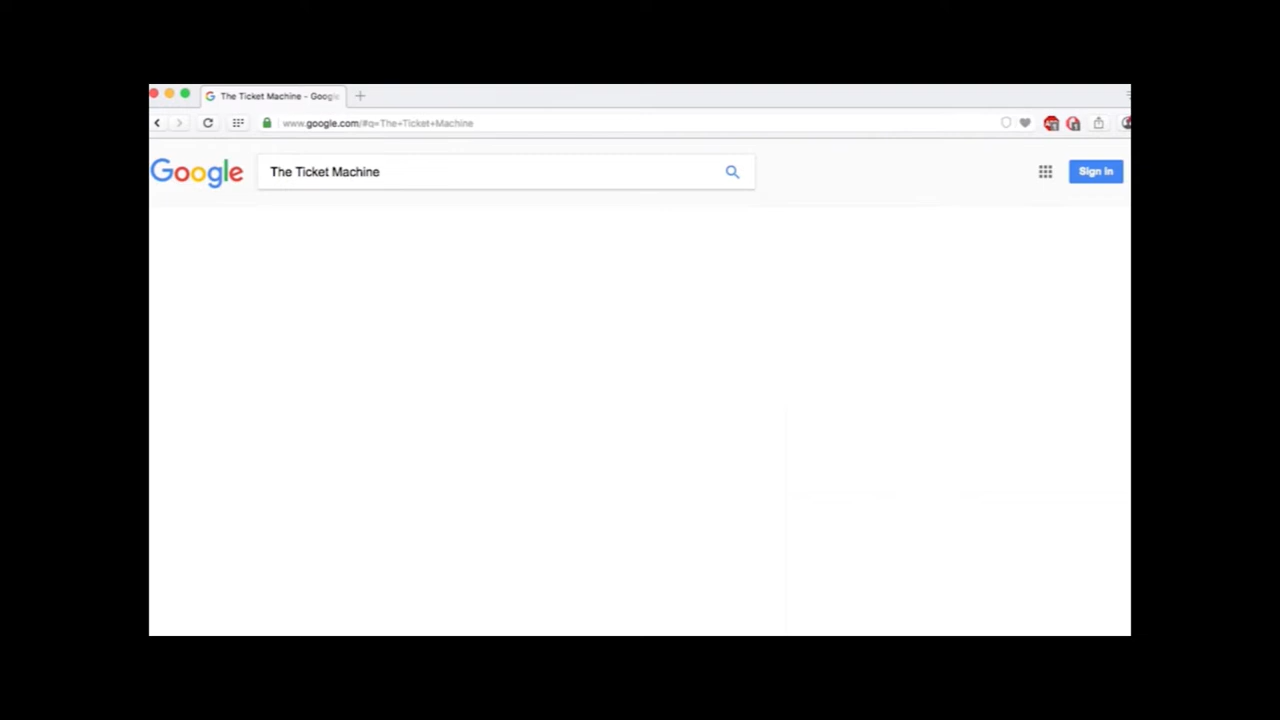 The Ticket Machine - Goog
www.google.com/#q=The+Ticket+Machine
Google The Ticket Machine Sign in